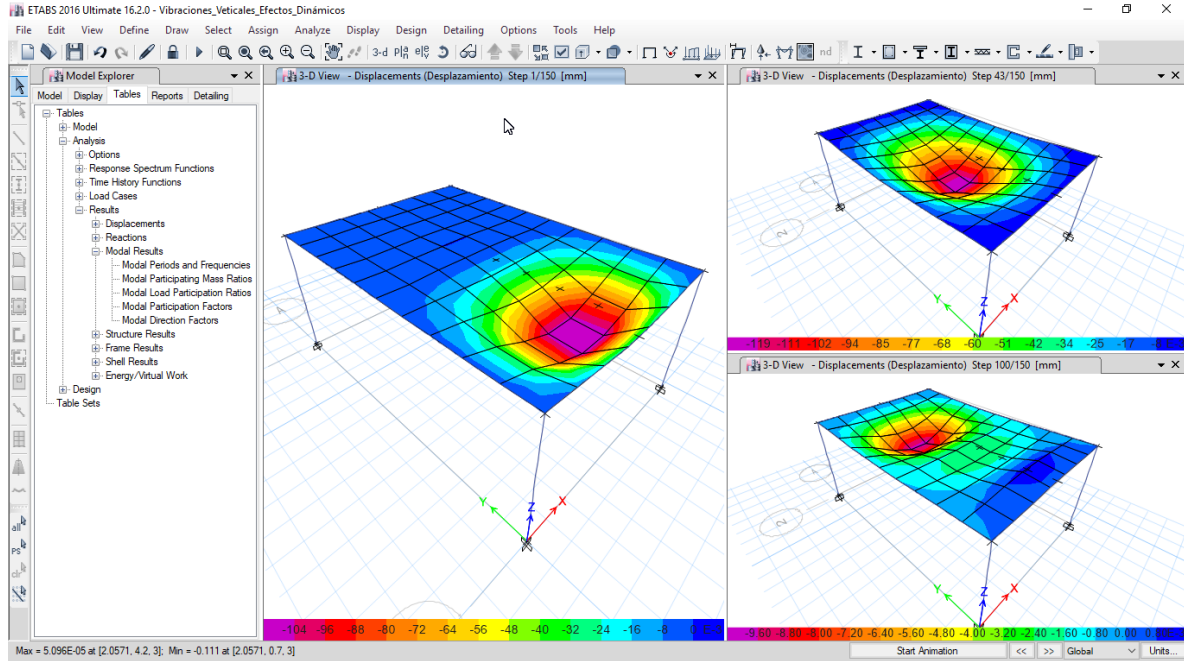 ETABS 2016 Ultimate 16.2.0 - Vibraciones_Veticales_Efectos_Dinámicos
File Edit View Define Draw Select Assign Analyze Display Design Detailing Options Tools Help
3-d nd
Model Explorer
Model Display Tables Reports Detailing
Tables
Model
Analysis
Options
Response Spectrum Functions
Time History Functions
Load Cases
Results
Displacements
Reactions
Modal Results
Modal Periods and Frequencies
Modal Participating Mass Ratios
Modal Load Participation Ratios
Modal Participation Factors
Modal Direction Factors
Structure Results
Frame Results
Shell Results
Energy/Virtual Work
Design
Table Sets
all
ps
clr
3-D View - Displacements (Desplazamiento) Step 1/150 [mm]
Y Z X
-104 -96 -88 -80 -72 -64 -56 -48 -40 -32 -24 -16 -8
3-D View - Displacements (Desplazamiento) Step 43/150 [mm]
2
Y Z X
-119 -111 -102 -94 -85 -77 -68 -60 -51 -42 -34 -25 -17
3-D View - Displacements (Desplazamiento) Step 100/150 [mm]
2
Y Z X
-9.60 -8.80 -8.00 -7.20 -6.40 -5.60 -4.80 -4.00 -3.20 -2.40 -1.60 -0.80 0.00
Max = 5.096E-05 at [2.0571, 4.2, 3]; Min = -0.111 at [2.0571, 0.7, 3]
Start Animation << >> Global Units...